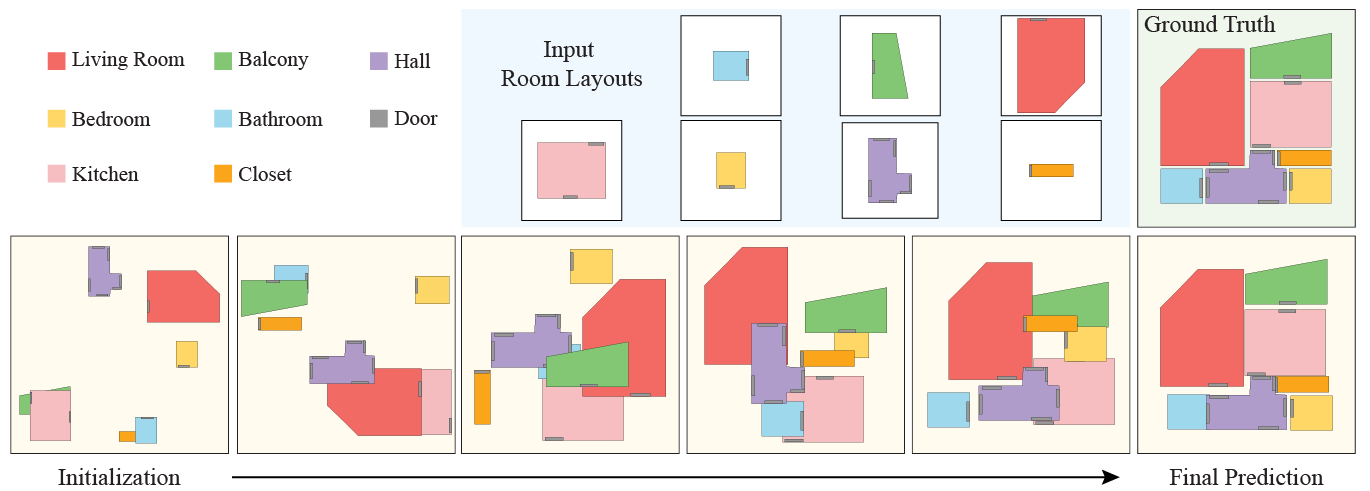 Living Room
Balcony
Hall
Bedroom
Bathroom
Door
Kitchen
Closet
Input
Room Layouts
Ground Truth
Initialization
Final Prediction